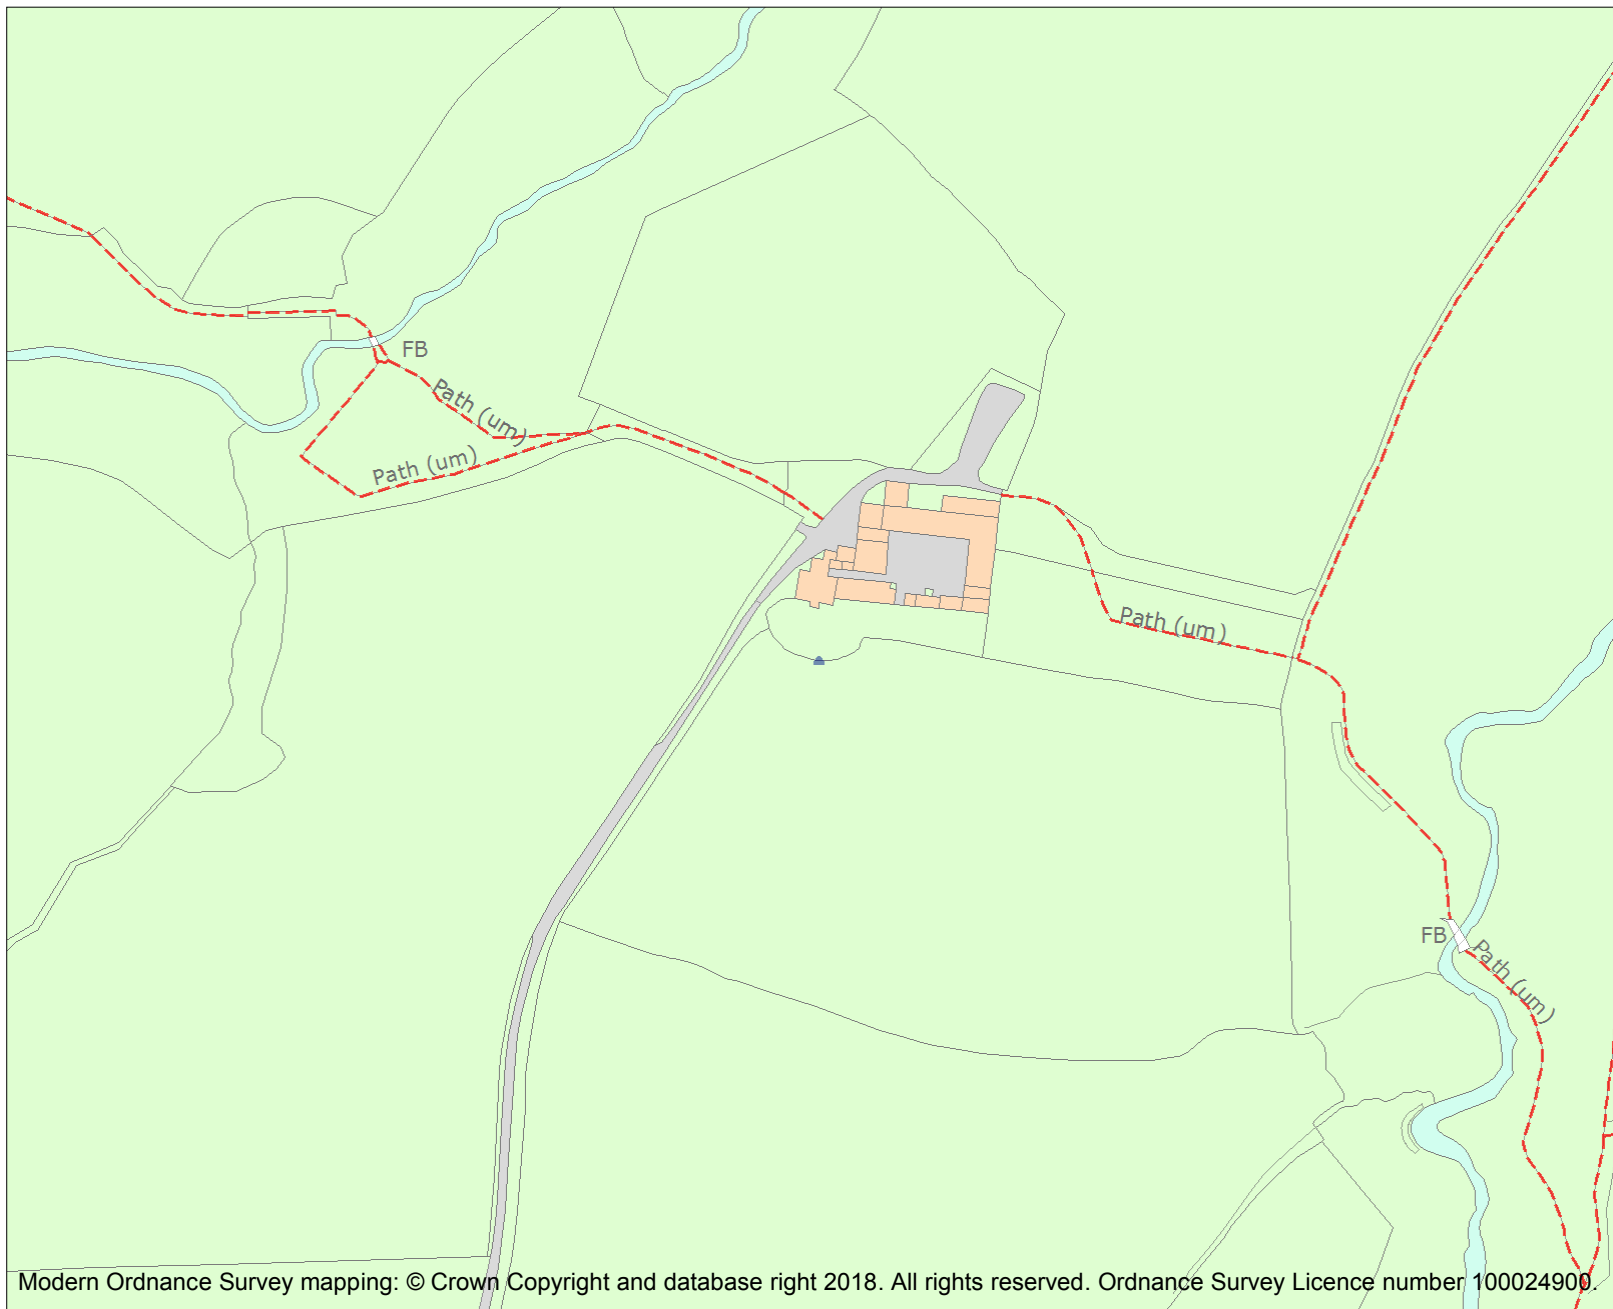 FB
Path (um)
Path (um)
Path (um)
FB
Path (um)
Modern Ordnance Survey mapping: © Crown Copyright and database right 2018. All rights reserved. Ordnance Survey Licence number 100024900.